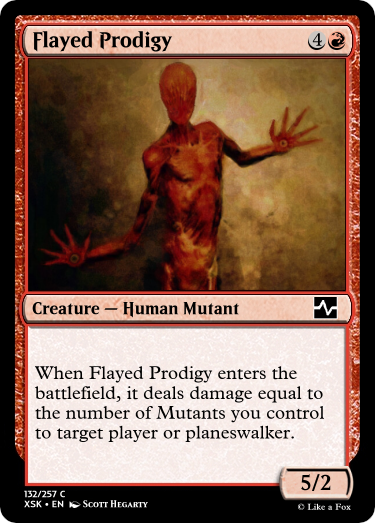 Flayed Prodigy 4
Creature — Human Mutant
When Flayed Prodigy enters the
battlefield, it deals damage equal to
the number of Mutants you control
to target player or planeswalker.
5/2
132/257 C
XSK • EN Scott Hegarty
© Like a Fox